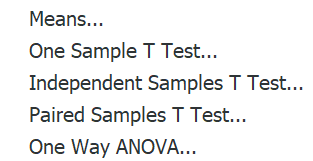 Means...
One Sample T Test...
Independent Samples T Test...
Paired Samples T Test...
One Way ANOVA...